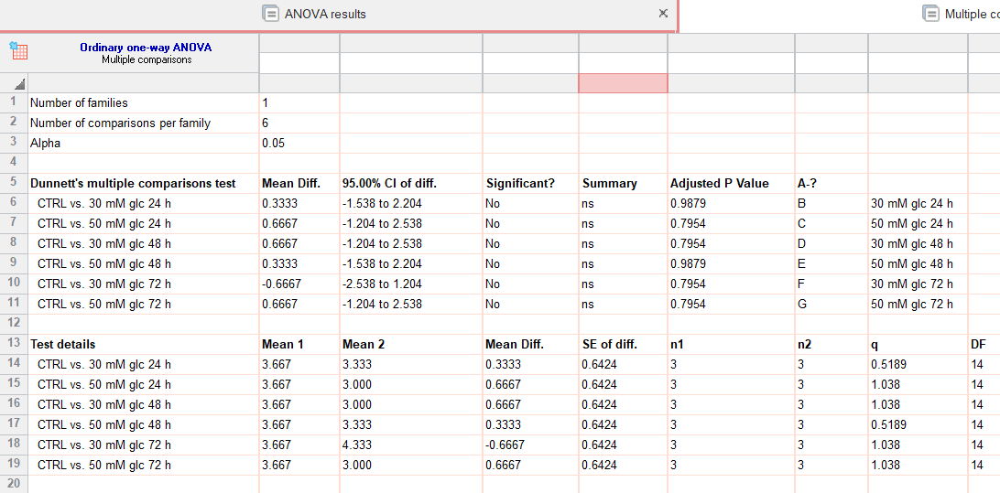 ANOVA results ✕ Multiple co
Ordinary one-way ANOVA
Multiple comparisons
1 Number of families 1
2 Number of comparisons per family 6
3 Alpha 0.05
4
5 Dunnett's multiple comparisons test Mean Diff. 95.00% CI of diff. Significant? Summary Adjusted P Value A-?
6 CTRL vs. 30 mM glc 24 h 0.3333 -1.538 to 2.204 No ns 0.9879 B 30 mM glc 24 h
7 CTRL vs. 50 mM glc 24 h 0.6667 -1.204 to 2.538 No ns 0.7954 C 50 mM glc 24 h
8 CTRL vs. 30 mM glc 48 h 0.6667 -1.204 to 2.538 No ns 0.7954 D 30 mM glc 48 h
9 CTRL vs. 50 mM glc 48 h 0.3333 -1.538 to 2.204 No ns 0.9879 E 50 mM glc 48 h
10 CTRL vs. 30 mM glc 72 h -0.6667 -2.538 to 1.204 No ns 0.7954 F 30 mM glc 72 h
11 CTRL vs. 50 mM glc 72 h 0.6667 -1.204 to 2.538 No ns 0.7954 G 50 mM glc 72 h
12
13 Test details Mean 1 Mean 2 Mean Diff. SE of diff. n1 n2 q DF
14 CTRL vs. 30 mM glc 24 h 3.667 3.333 0.3333 0.6424 3 3 0.5189 14
15 CTRL vs. 50 mM glc 24 h 3.667 3.000 0.6667 0.6424 3 3 1.038 14
16 CTRL vs. 30 mM glc 48 h 3.667 3.000 0.6667 0.6424 3 3 1.038 14
17 CTRL vs. 50 mM glc 48 h 3.667 3.333 0.3333 0.6424 3 3 0.5189 14
18 CTRL vs. 30 mM glc 72 h 3.667 4.333 -0.6667 0.6424 3 3 1.038 14
19 CTRL vs. 50 mM glc 72 h 3.667 3.000 0.6667 0.6424 3 3 1.038 14
20